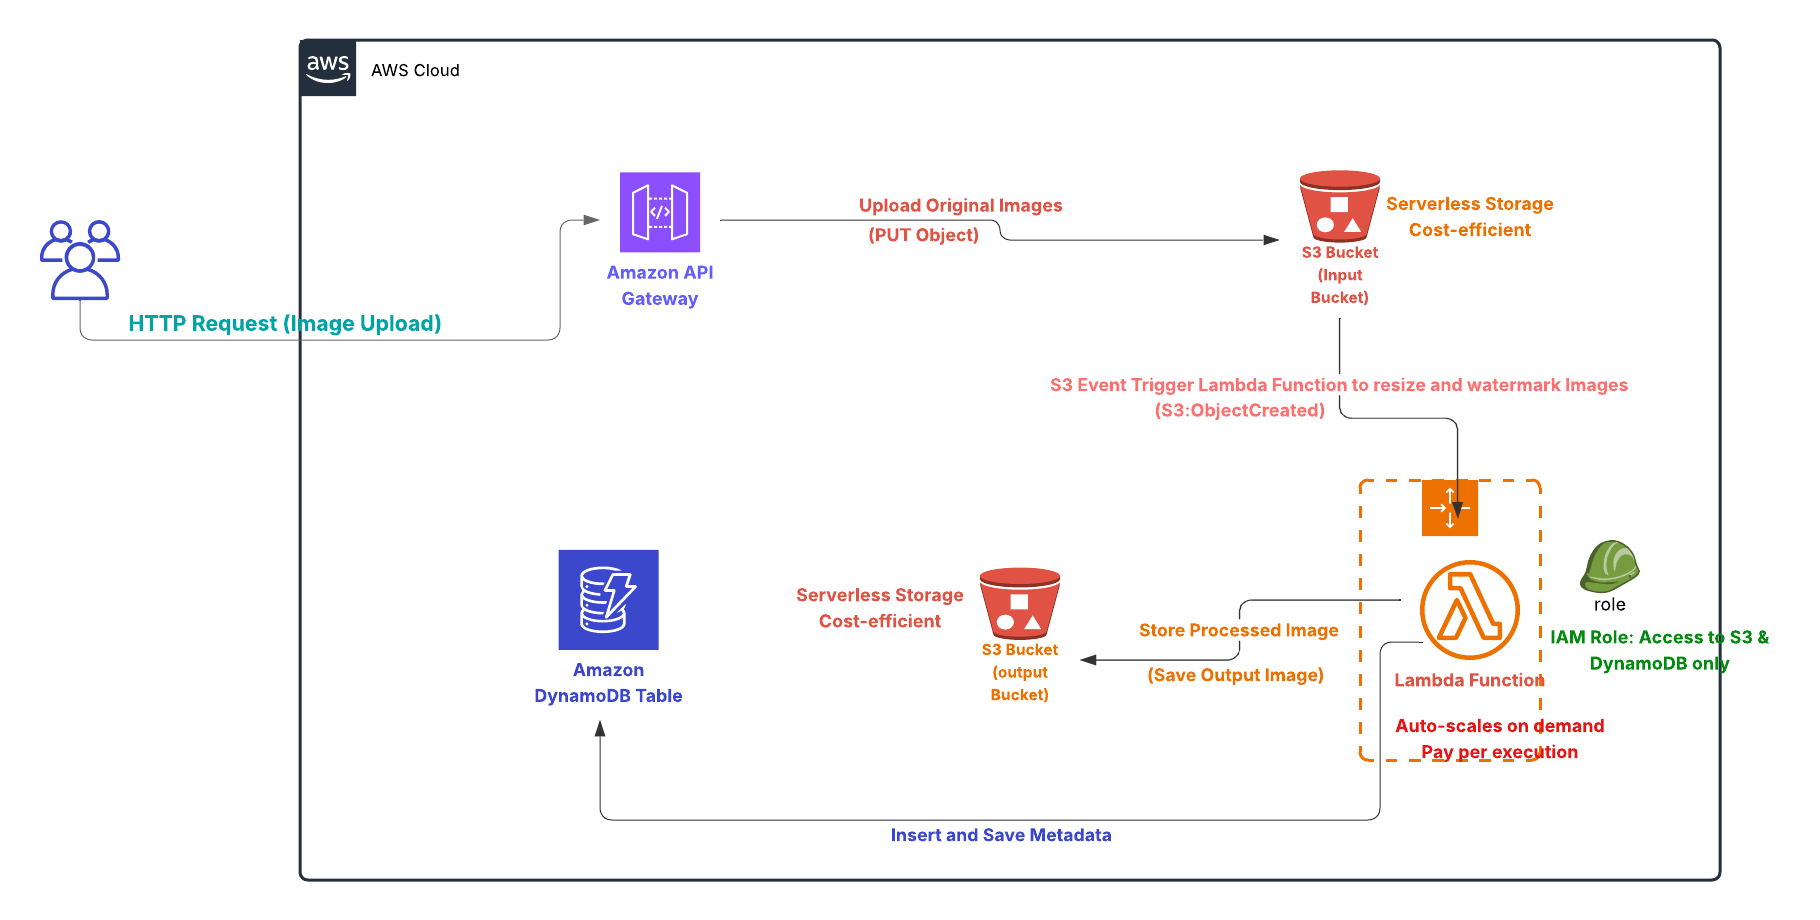 aws
AWS Cloud
HTTP Request (Image Upload)
Amazon API
Gateway
Upload Original Images
(PUT Object)
S3 Bucket
(Input
Bucket)
Serverless Storage
Cost-efficient
S3 Event Trigger Lambda Function to resize and watermark Images
(S3:ObjectCreated)
role
IAM Role: Access to S3 &
DynamoDB only
Lambda Function
Auto-scales on demand
Pay per execution
Store Processed Image
(Save Output Image)
S3 Bucket
(output
Bucket)
Serverless Storage
Cost-efficient
Amazon
DynamoDB Table
Insert and Save Metadata